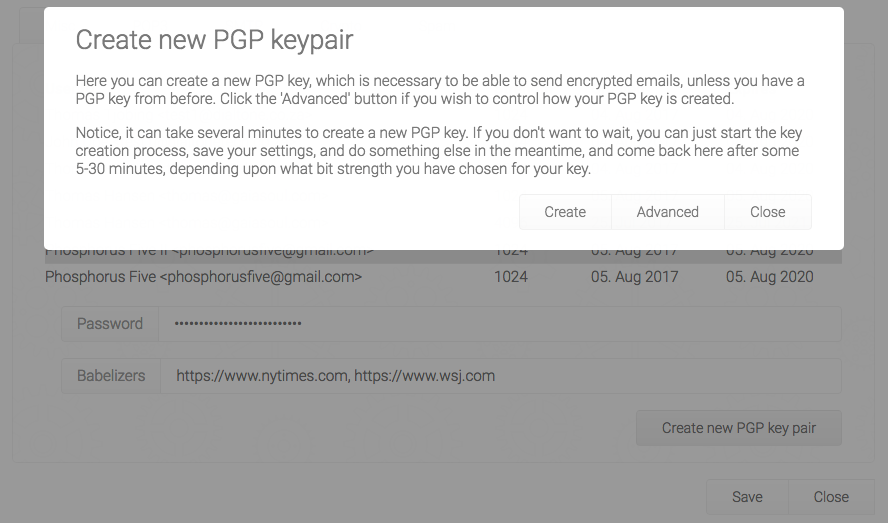 Create new PGP keypair
Here you can create a new PGP key, which is necessary to be able to send encrypted emails, unless you have a
PGP key from before. Click the 'Advanced' button if you wish to control how your PGP key is created.
Notice, it can take several minutes to create a new PGP key. If you don't want to wait, you can just start the key
creation process, save your settings, and do something else in the meantime, and come back here after some
5-30 minutes, depending upon what bit strength you have chosen for your key.
Create Advanced Close
Phosphorus Five II <phosphorusfive@gmail.com> 1024 05. Aug 2017 05. Aug 2020
Phosphorus Five <phosphorusfive@gmail.com> 1024 05. Aug 2017 05. Aug 2020
Password ••••••••••••••••••••••••••
Babelizers https://www.nytimes.com, https://www.wsj.com
Create new PGP key pair
Save Close